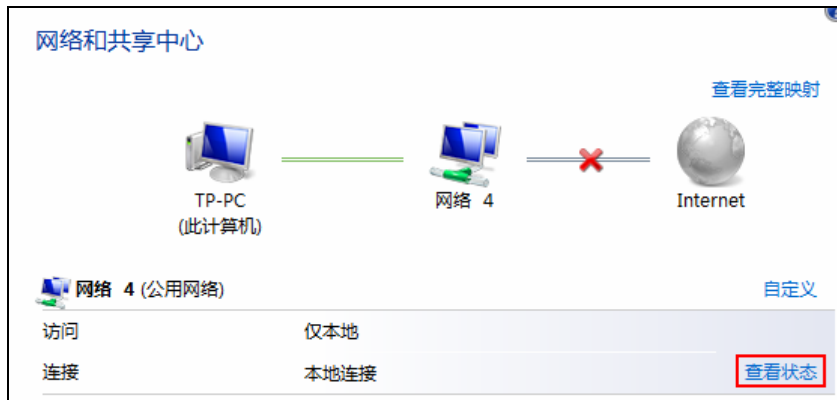 网络和共享中心
查看完整映射
TP-PC
(此计算机)
网络 4
Internet
网络 4 (公用网络) 自定义
访问 仅本地
连接 本地连接 查看状态